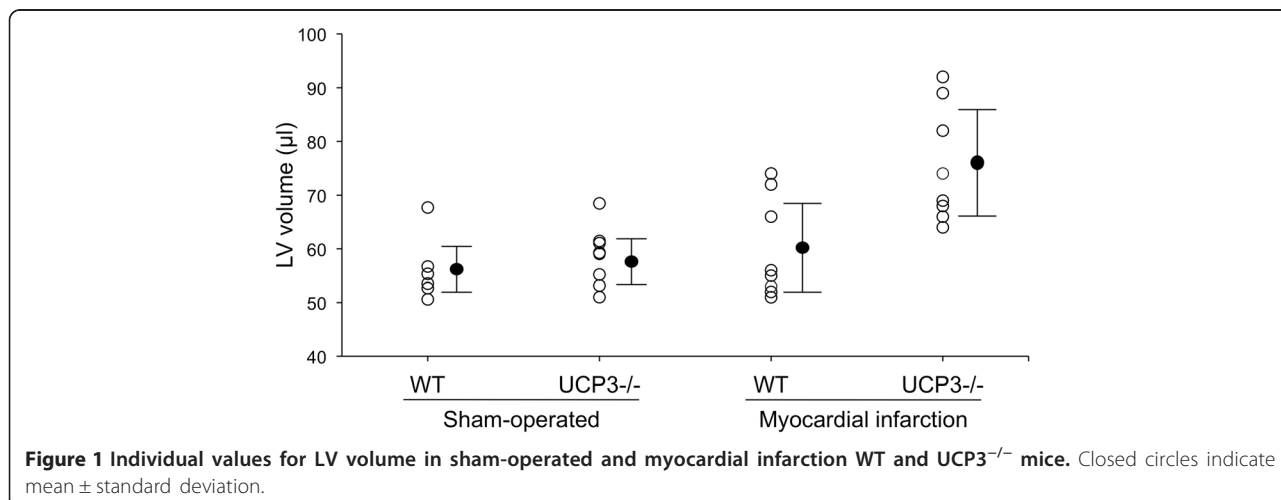 100
90
80
70
60
50
40
LV volume (µl)
WT UCP3-/- WT UCP3-/-
Sham-operated Myocardial infarction
Figure 1 Individual values for LV volume in sham-operated and myocardial infarction WT and UCP3−/− mice. Closed circles indicate
mean ± standard deviation.